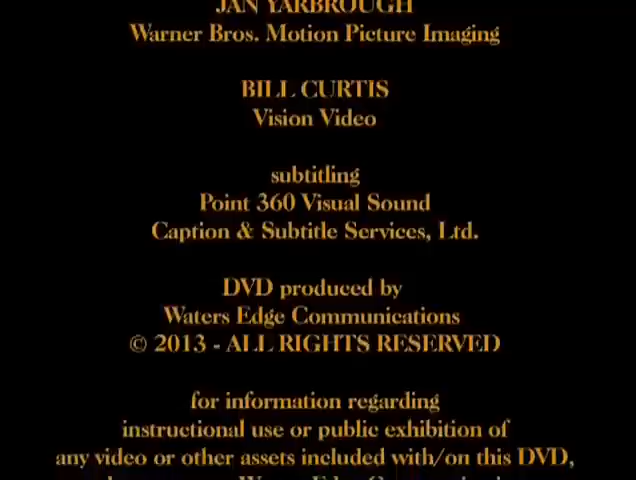 JAN YARBROUGH
Warner Bros. Motion Picture Imaging
BILL CURTIS
Vision Video
subtitling
Point 360 Visual Sound
Caption & Subtitle Services, Ltd.
DVD produced by
Waters Edge Communications
© 2013 - ALL RIGHTS RESERVED
for information regarding
instructional use or public exhibition of
any video or other assets included with/on this DVD,